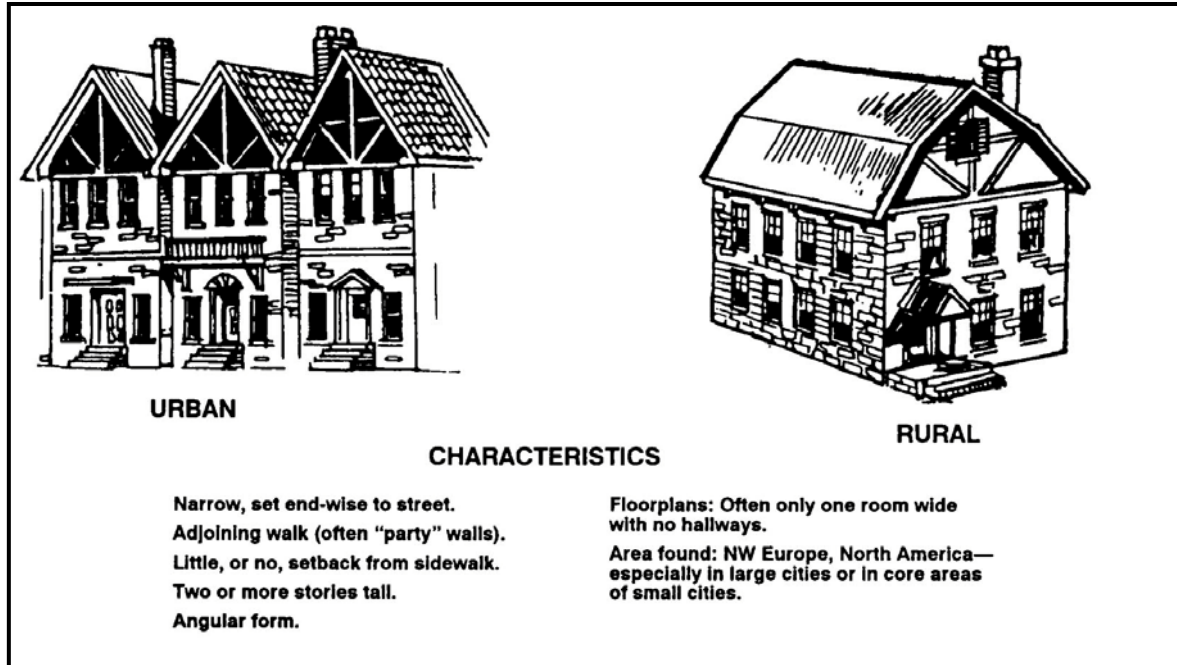 URBAN
RURAL
CHARACTERISTICS
Narrow, set end-wise to street.
Adjoining walk (often “party” walls).
Little, or no, setback from sidewalk.
Two or more stories tall.
Angular form.
Floorplans: Often only one room wide
with no hallways.
Area found: NW Europe, North America—
especially in large cities or in core areas
of small cities.